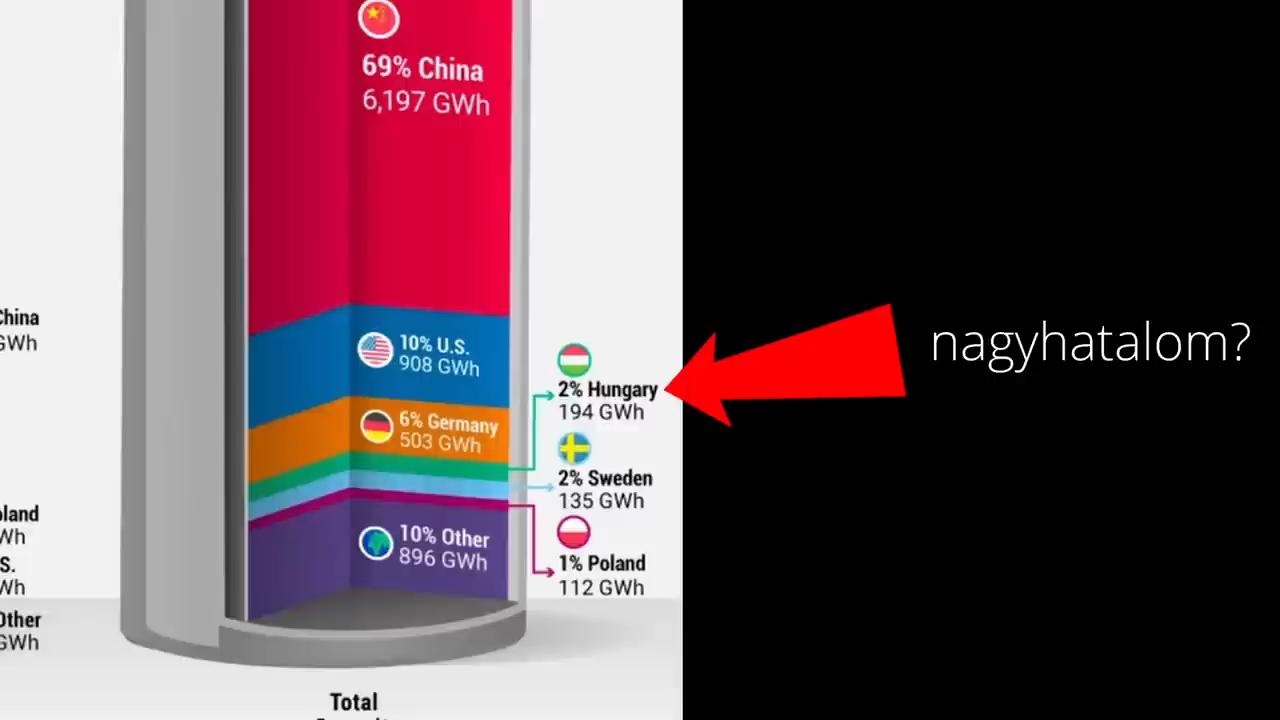 69% China
6,197 GWh
China
GWh
10% U.S.
908 GWh
6% Germany
503 GWh
2% Hungary
194 GWh
nagyhatalom?
2% Sweden
135 GWh
10% Other
896 GWh
1% Poland
112 GWh
oland
Wh
S.
Wh
Other
GWh
Total